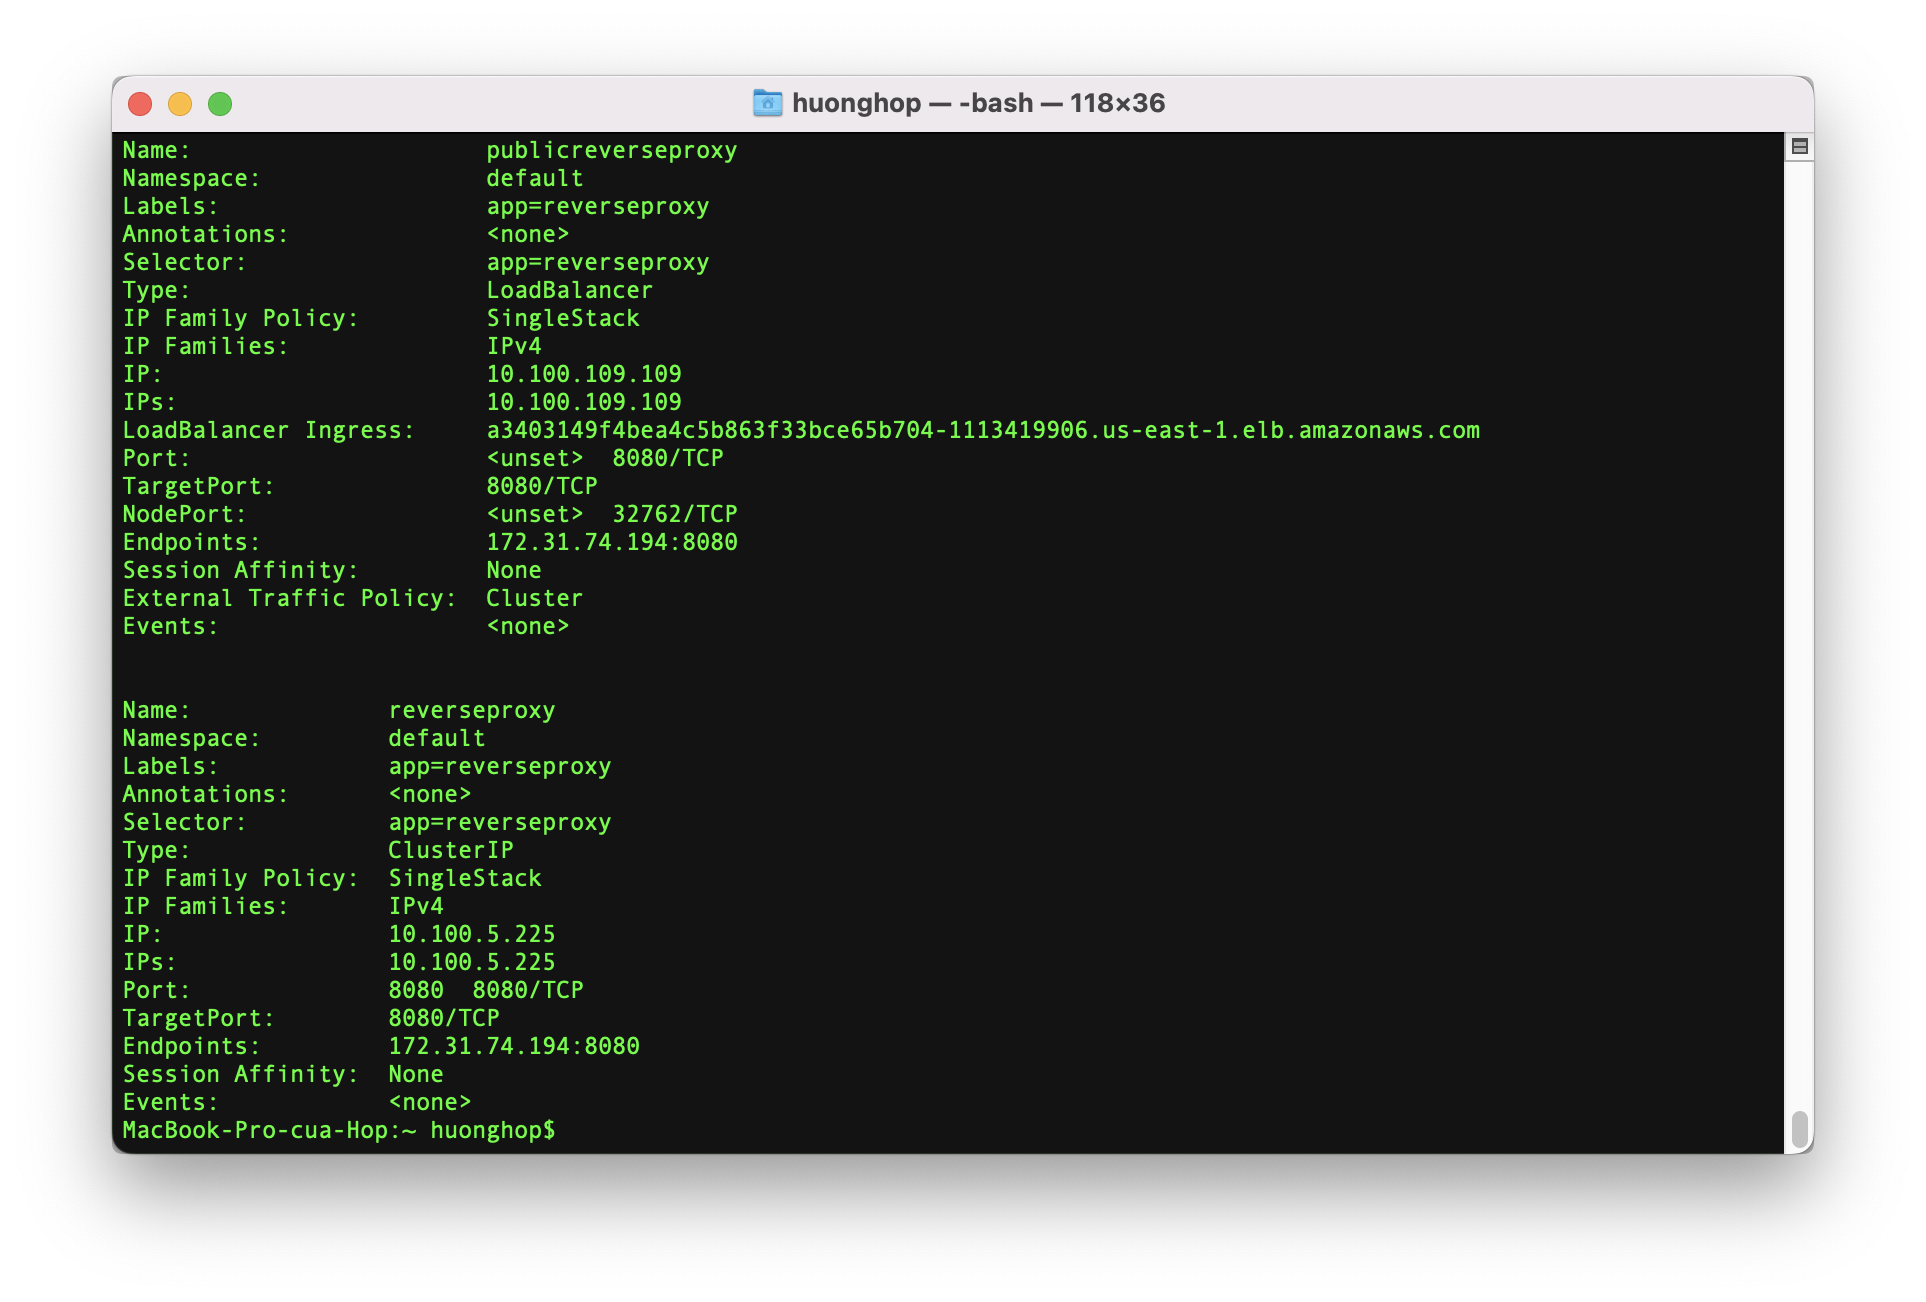 huonghop — -bash — 118×36
Name:                     publicreverseproxy
Namespace:                default
Labels:                   app=reverseproxy
Annotations:              <none>
Selector:                 app=reverseproxy
Type:                     LoadBalancer
IP Family Policy:         SingleStack
IP Families:              IPv4
IP:                       10.100.109.109
IPs:                      10.100.109.109
LoadBalancer Ingress:     a3403149f4bea4c5b863f33bce65b704-1113419906.us-east-1.elb.amazonaws.com
Port:                     <unset>  8080/TCP
TargetPort:               8080/TCP
NodePort:                 <unset>  32762/TCP
Endpoints:                172.31.74.194:8080
Session Affinity:         None
External Traffic Policy:  Cluster
Events:                   <none>
Name:              reverseproxy
Namespace:         default
Labels:            app=reverseproxy
Annotations:       <none>
Selector:          app=reverseproxy
Type:              ClusterIP
IP Family Policy:  SingleStack
IP Families:       IPv4
IP:                10.100.5.225
IPs:               10.100.5.225
Port:              8080  8080/TCP
TargetPort:        8080/TCP
Endpoints:         172.31.74.194:8080
Session Affinity:  None
Events:            <none>
MacBook-Pro-cua-Hop:~ huonghop$